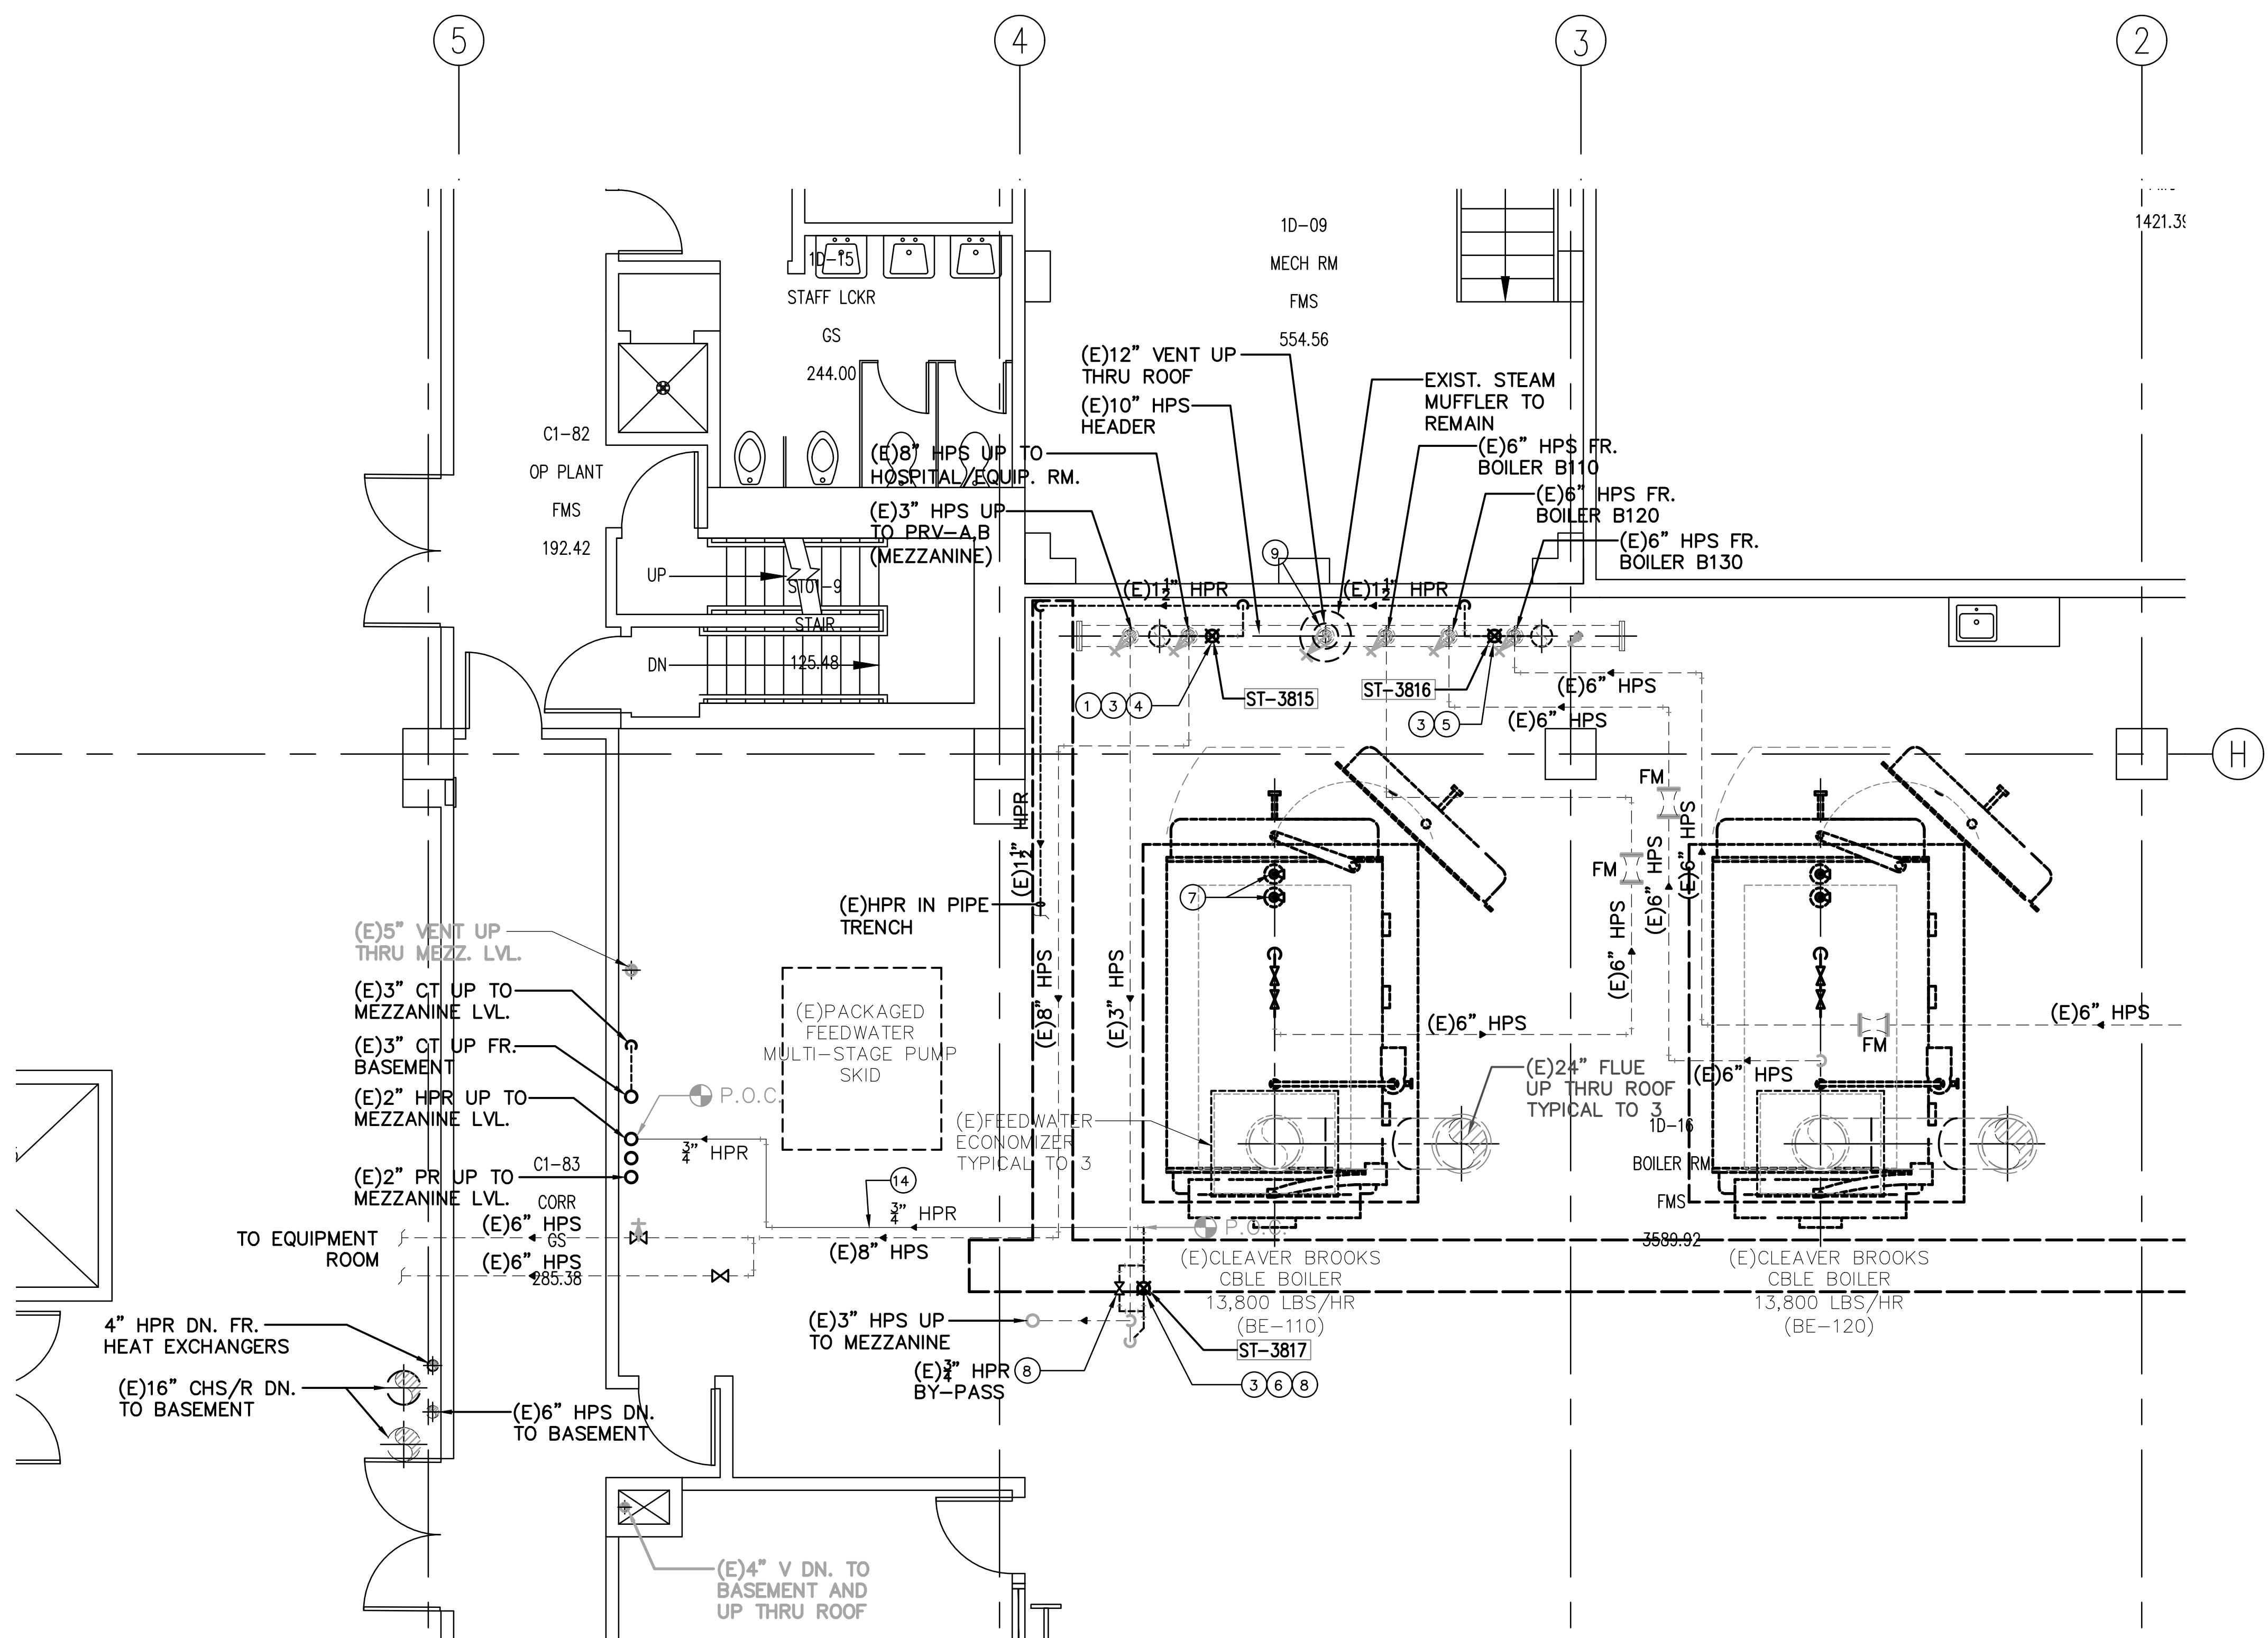 5
4
3
2
1421.39
1D-09
MECH RM
FMS
554.56
1D-15
STAFF LCKR
GS
244.00
(E)12" VENT UP
THRU ROOF
(E)10" HPS
HEADER
EXIST. STEAM
MUFFLER TO
REMAIN
(E)8" HPS UP TO
HOSPITAL/EQUIP. RM.
(E)3" HPS UP
TO PRV-A,B
(MEZZANINE)
(E)6" HPS FR.
BOILER B110
(E)6" HPS FR.
BOILER B120
(E)6" HPS FR.
BOILER B130
C1-82
OP PLANT
FMS
192.42
UP
ST01-9
STAIR
DN
125.48
9
(E)1½" HPR
(E)1½" HPR
1
3
4
ST-3815
ST-3816
3
5
(E)6" HPS
(E)6" HPS
H
FM
FM
(E)1½" HPR
(E)HPR IN PIPE
TRENCH
7
(E)6" HPS
(E)6" HPS
(E)6" HPS
(E)8" HPS
(E)3" HPS
(E)6" HPS
(E)6" HPS
FM
(E)6" HPS
(E)5" VENT UP
THRU MEZZ. LVL.
(E)3" CT UP TO
MEZZANINE LVL.
(E)3" CT UP FR.
BASEMENT
(E)2" HPR UP TO
MEZZANINE LVL.
(E)2" PR UP TO
MEZZANINE LVL.
(E)PACKAGED
FEEDWATER
MULTI-STAGE PUMP
SKID
P.O.C.
¾" HPR
(E)FEEDWATER
ECONOMIZER
TYPICAL TO 3
(E)24" FLUE
UP THRU ROOF
TYPICAL TO 3
1D-16
BOILER RM
FMS
3589.92
C1-83
CORR
GS
285.38
14
¾" HPR
P.O.C.
(E)6" HPS
(E)6" HPS
TO EQUIPMENT
ROOM
(E)8" HPS
(E)CLEAVER BROOKS
CBLE BOILER
13,800 LBS/HR
(BE-110)
(E)CLEAVER BROOKS
CBLE BOILER
13,800 LBS/HR
(BE-120)
(E)3" HPS UP
TO MEZZANINE
(E)¾" HPR
BY-PASS
8
ST-3817
3
6
8
4" HPR DN. FR.
HEAT EXCHANGERS
(E)16" CHS/R DN.
TO BASEMENT
(E)6" HPS DN.
TO BASEMENT
(E)4" V DN. TO
BASEMENT AND
UP THRU ROOF